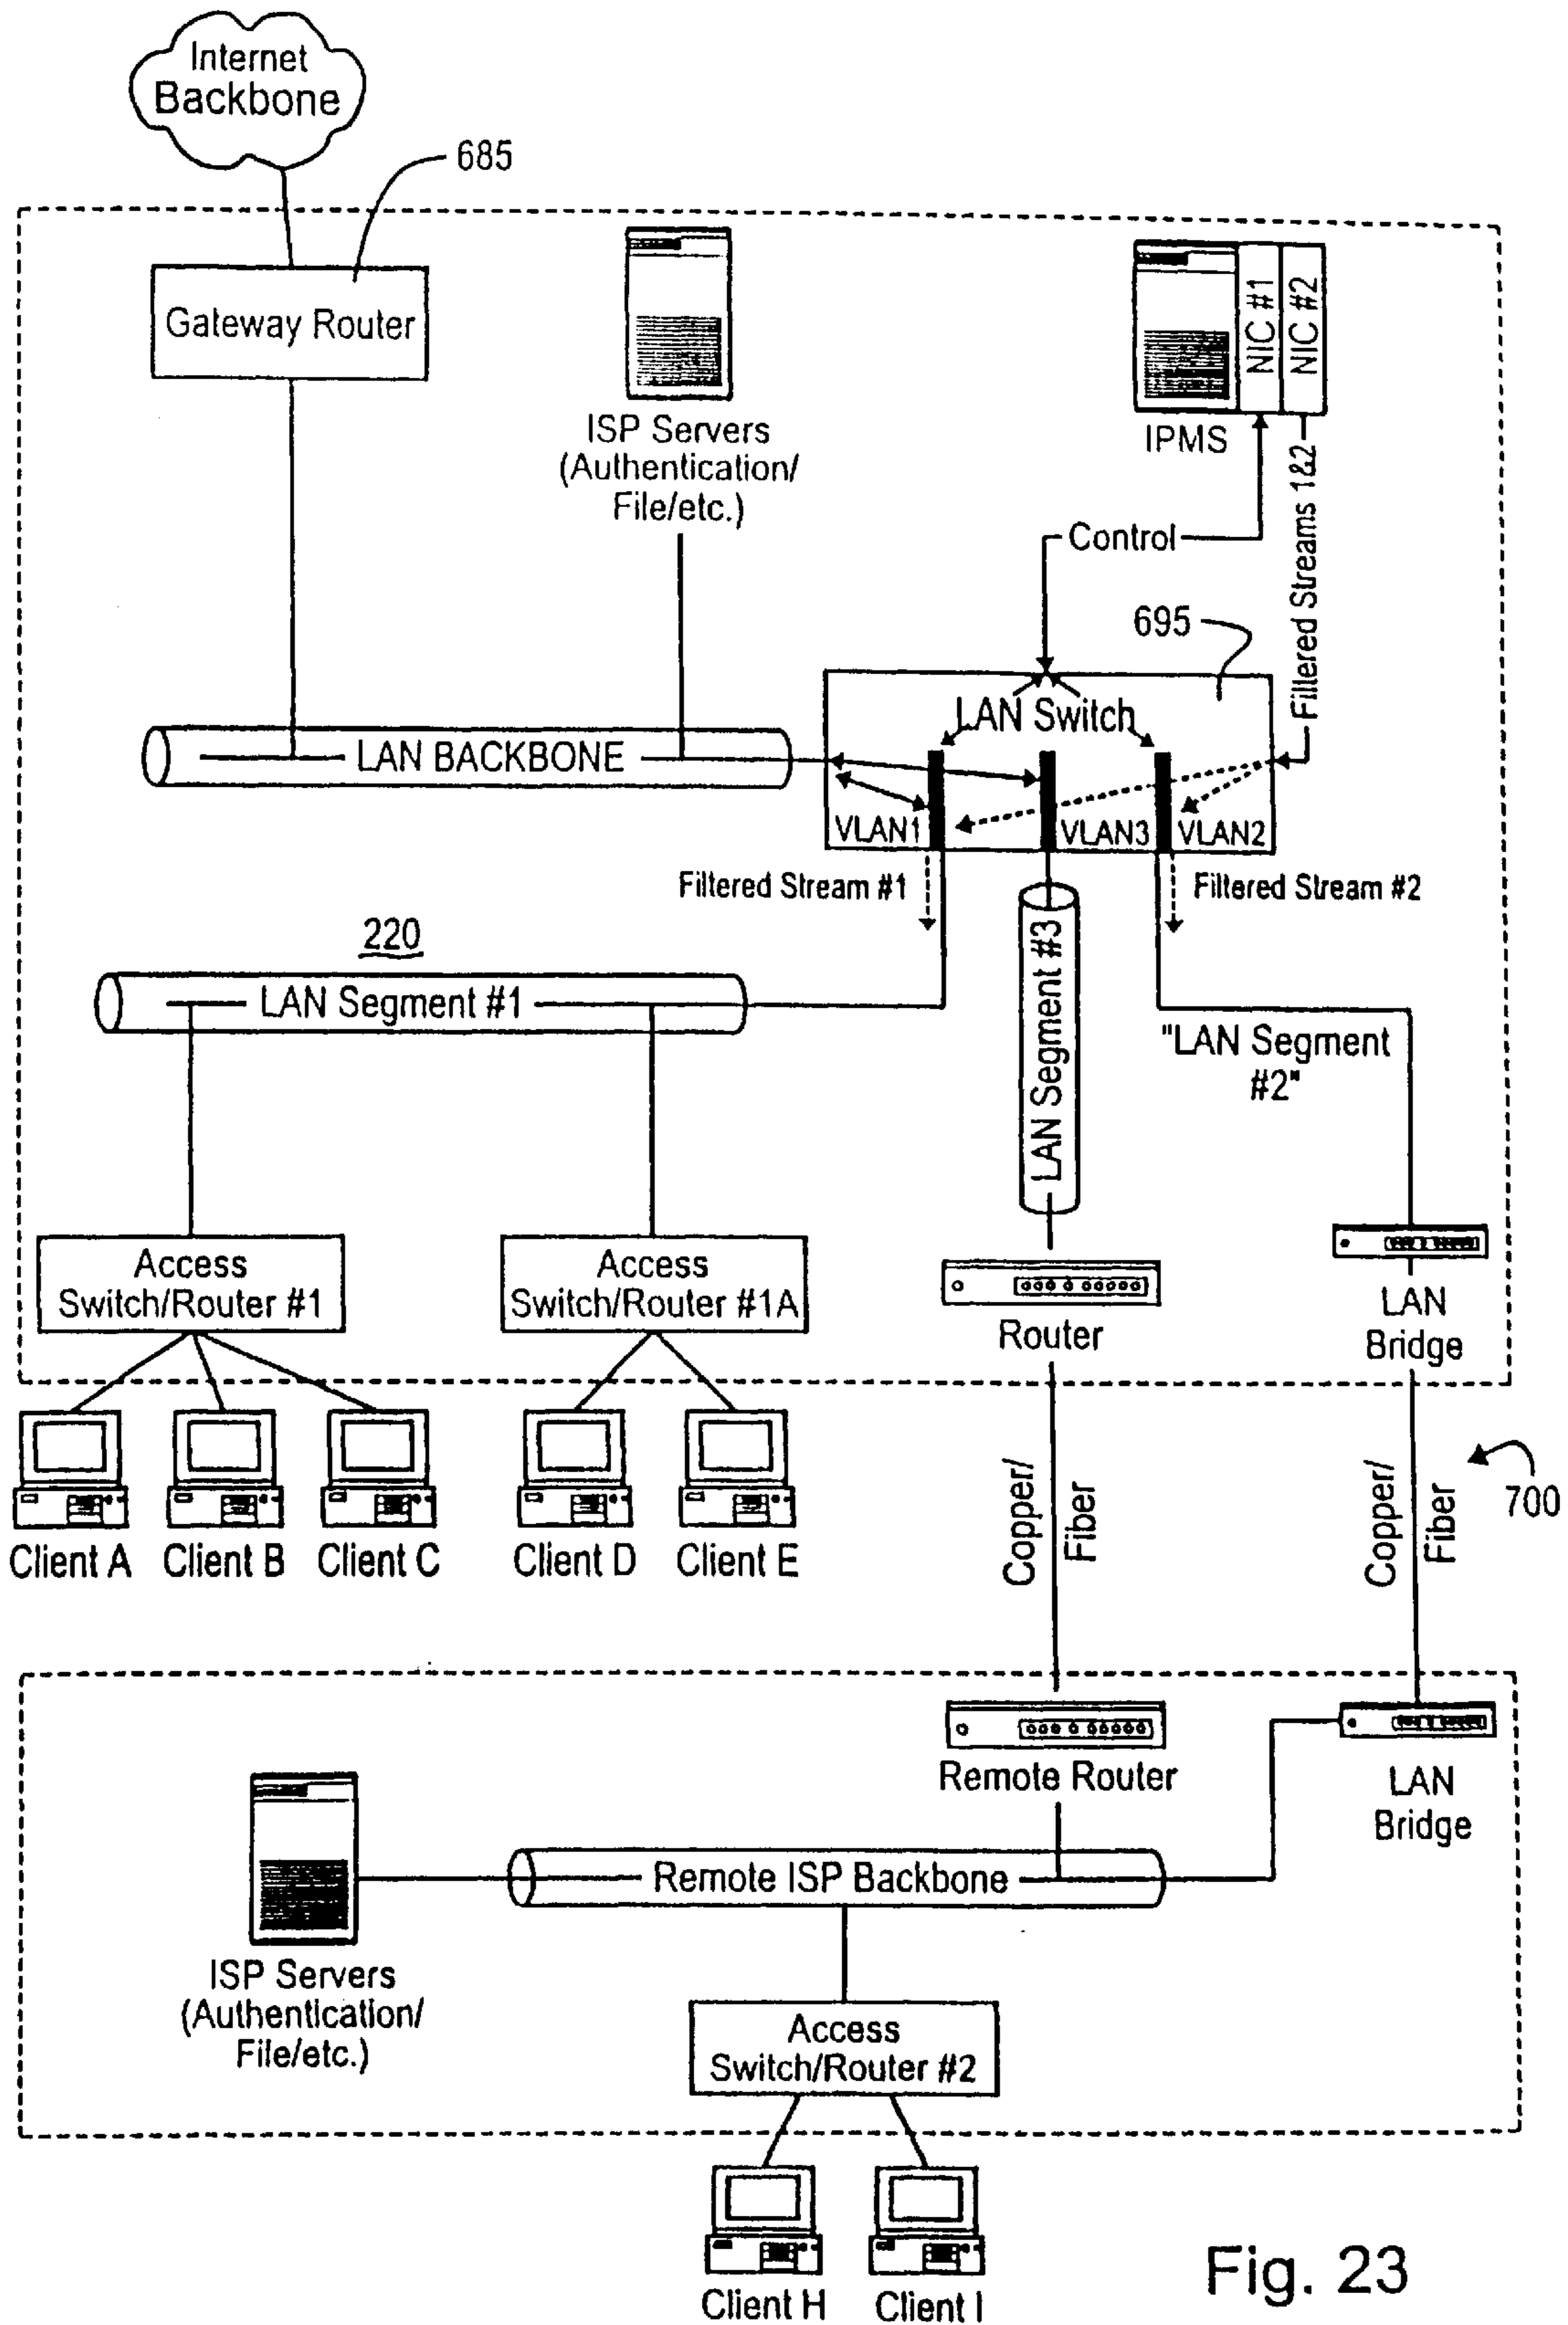 Internet
Backbone
685
Gateway Router
ISP Servers
(Authentication/
File/etc.)
NIC #1
NIC #2
IPMS
Control
Filtered Streams 1&2
695
LAN Switch
LAN BACKBONE
VLAN1
VLAN3
VLAN2
Filtered Stream #1
Filtered Stream #2
220
LAN Segment #1
LAN Segment #3
"LAN Segment
#2"
Access
Switch/Router #1
Access
Switch/Router #1A
Router
LAN
Bridge
Client A
Client B
Client C
Client D
Client E
Copper/
Fiber
Copper/
Fiber
700
Remote Router
LAN
Bridge
Remote ISP Backbone
ISP Servers
(Authentication/
File/etc.)
Access
Switch/Router #2
Client H
Client I
Fig. 23